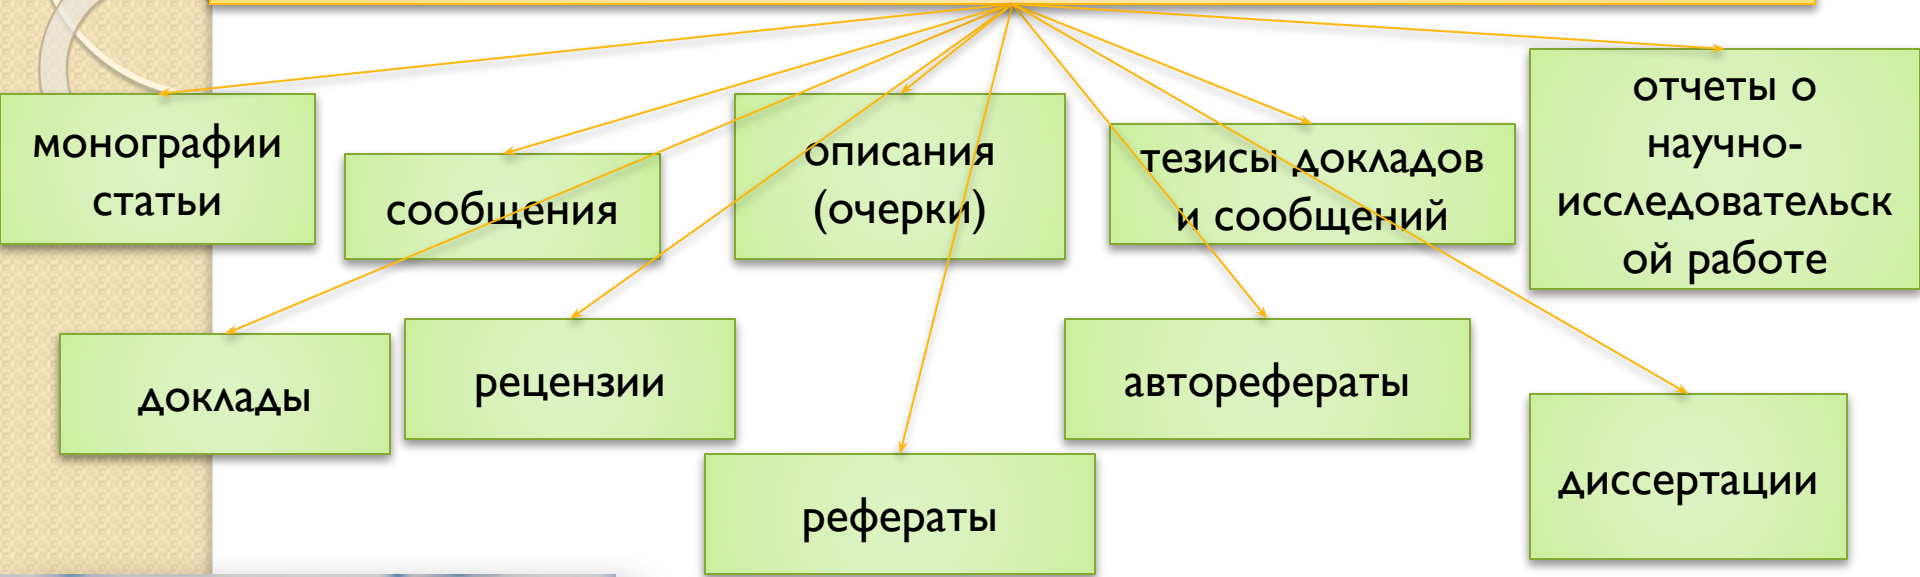 монографии
статьи
сообщения
описания
(очерки)
тезисы докладов
и сообщений
отчеты о
научно-
исследовательск
ой работе
доклады
рецензии
рефераты
авторефераты
диссертации